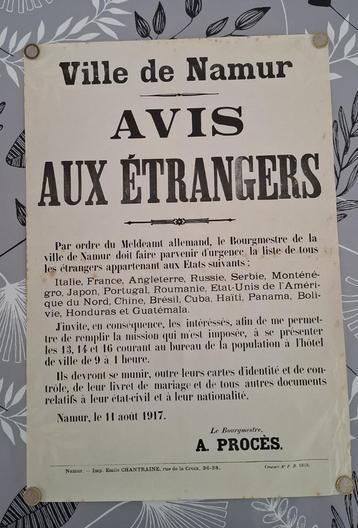 Ville de Namur
AVIS
AUX ÉTRANGERS
Par ordre du Meldeamt allemand, le Bourgmestre de la
ville de Namur doit faire parvenir d'urgence, la liste de tous
les étrangers appartenant aux Etats suivants :
Italie, France, Angleterre, Russie, Serbie, Monténé-
gro, Japon, Portugal, Roumanie, Etat-Unis de l'Améri-
que du Nord, Chine, Brésil, Cuba, Haïti, Panama, Boli-
vie, Honduras et Guatémala.
J'invite, en conséquence, les intéréssés, afin de me permet-
tre de remplir la mission qui m'est imposée, à se présenter
les 13, 14 et 16 courant au bureau de la population à l'hôtel
de ville de 9 à 1 heure.
Ils devront se munir, outre leurs cartes d'identité et de con-
trôle, de leur livret de mariage et de tous autres documents
relatifs à leur état-civil et à leur nationalité.
Namur, le 11 août 1917.
Le Bourgmestre,
A. PROCÈS.
Namur. — Imp. Emile CHANTRAINE, rue de la Croix, 36-38.